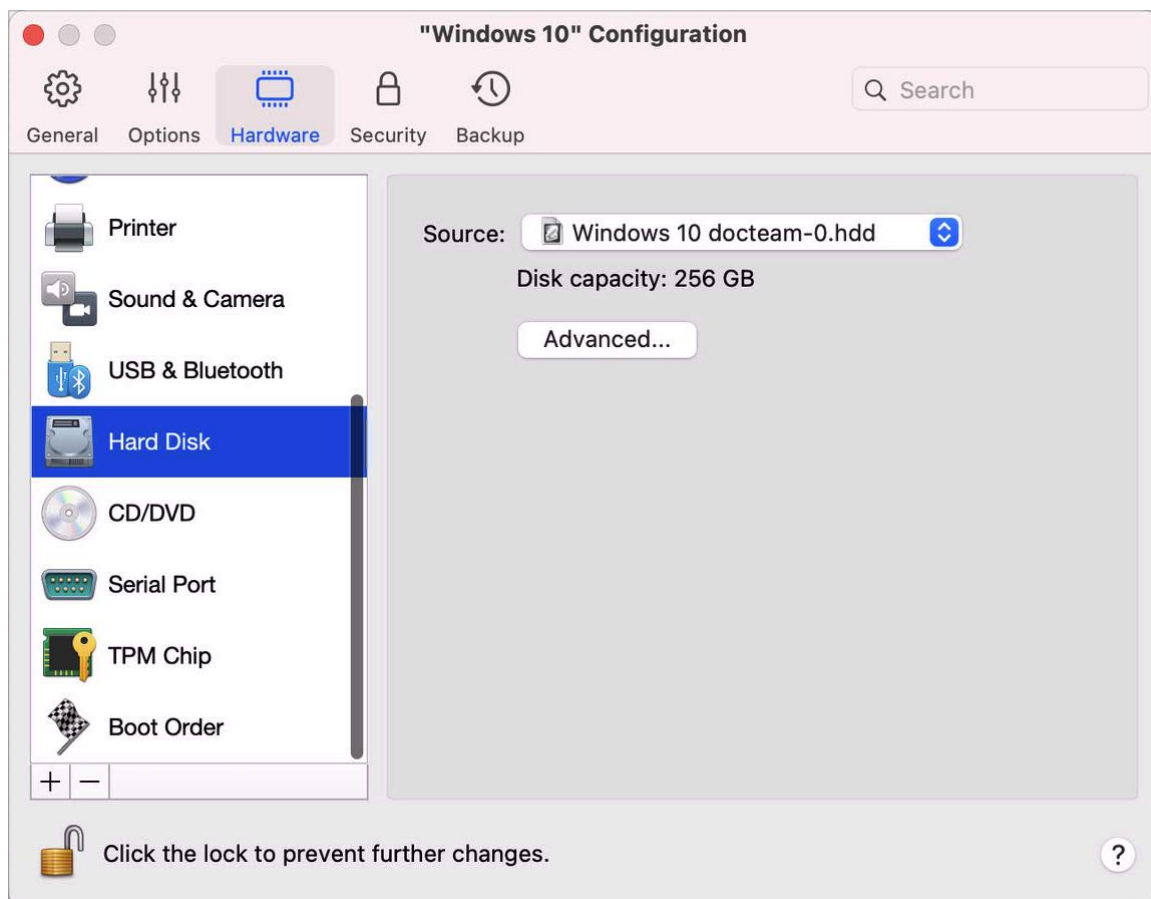 "Windows 10" Configuration
General
Options
Hardware
Security
Backup
Search
Printer
Sound & Camera
USB & Bluetooth
Hard Disk
CD/DVD
Serial Port
TPM Chip
Boot Order
Source: Windows 10 docteam-0.hdd
Disk capacity: 256 GB
Advanced...
+ −
Click the lock to prevent further changes.
?